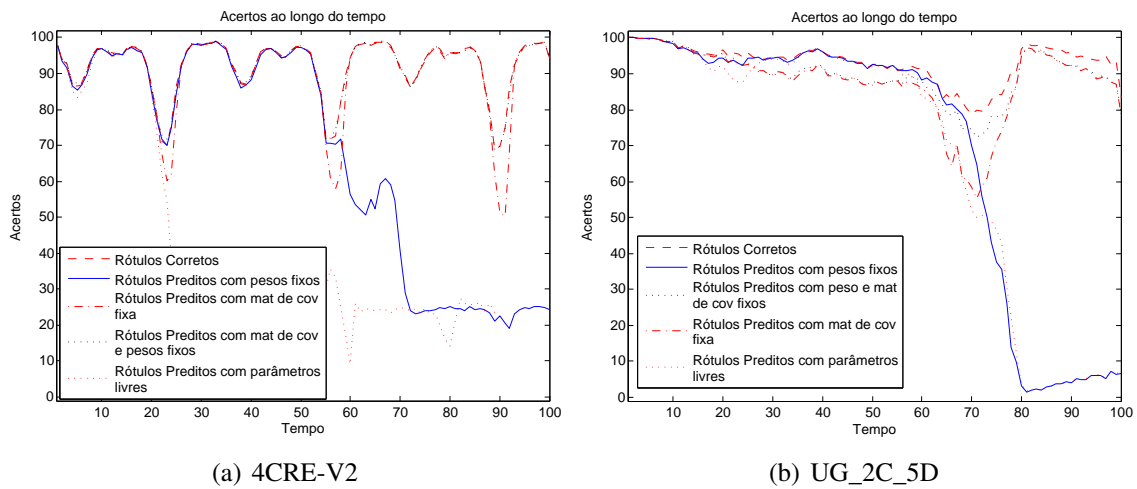 Acertos ao longo do tempo
100
90
80
70
60
50
40
30
20
10
0
Acertos
Rótulos Corretos
Rótulos Preditos com pesos fixos
Rótulos Preditos com mat de cov
fixa
Rótulos Preditos com mat de cov
e pesos fixos
Rótulos Preditos com parâmetros
livres
10 20 30 40 50 60 70 80 90 100
Tempo
(a) 4CRE-V2
Acertos ao longo do tempo
100
90
80
70
60
50
40
30
20
10
0
Acertos
Rótulos Corretos
Rótulos Preditos com pesos fixos
Rótulos Preditos com peso e mat
de cov fixos
Rótulos Preditos com mat de cov
fixa
Rótulos Preditos com parâmetros
livres
10 20 30 40 50 60 70 80 90 100
Tempo
(b) UG_2C_5D